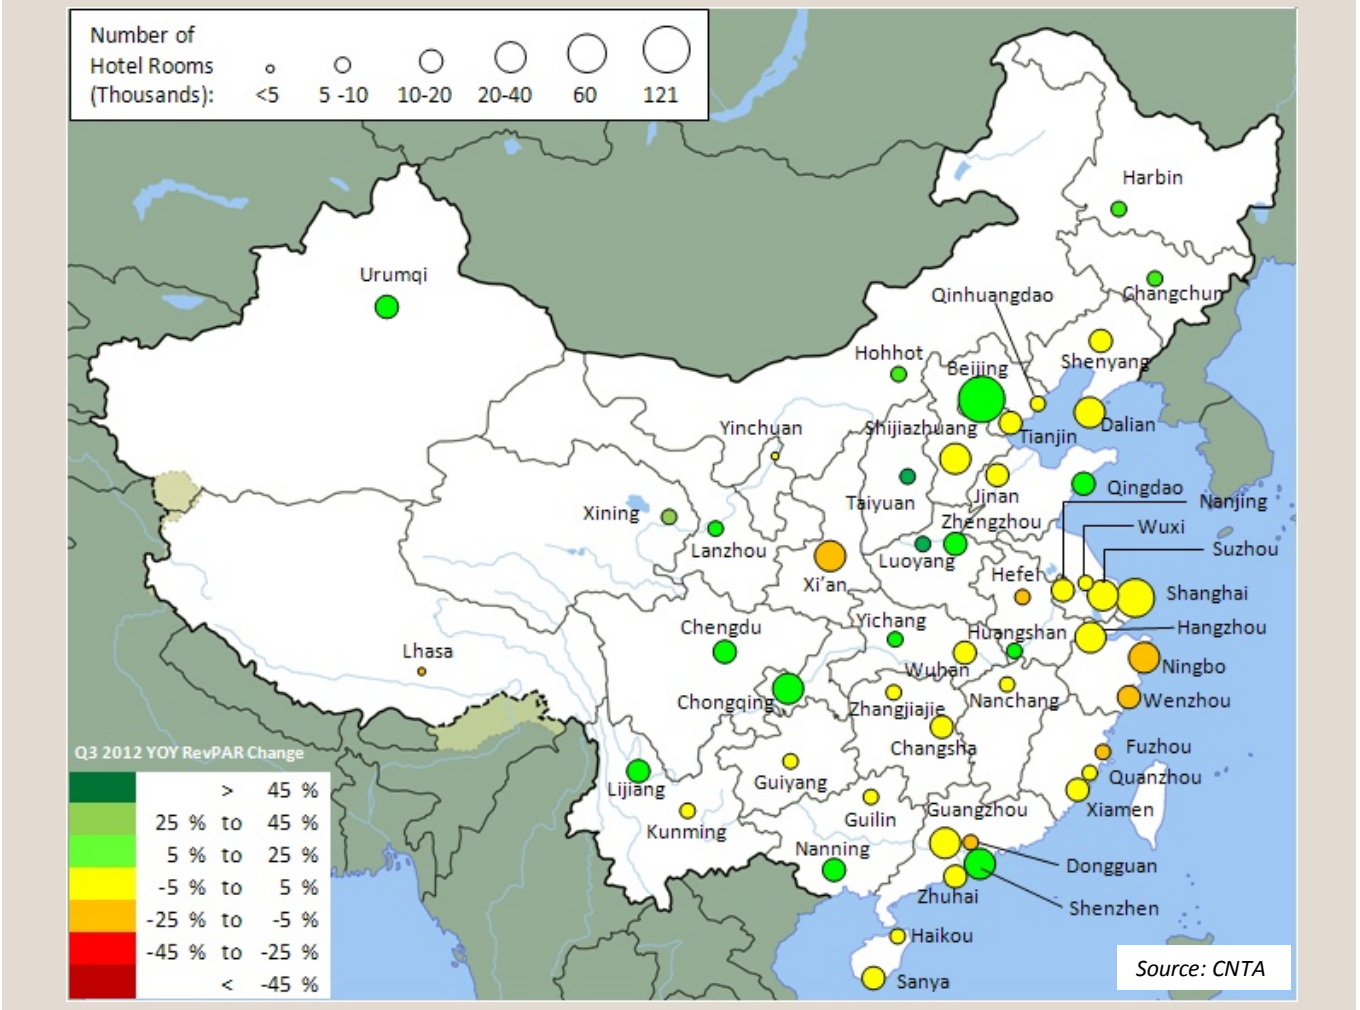 Number of
Hotel Rooms
(Thousands):
<5 5 -10 10-20 20-40 60 121
Harbin
Urumqi
Changchun
Qinhuangdao
Hohhot
Beijing
Shenyang
Yinchuan
Shijiazhuang
Tianjin
Dalian
Taiyuan
Jinan
Qingdao
Nanjing
Xining
Zhengzhou
Wuxi
Lanzhou
Luoyang
Suzhou
Xi’an
Hefeh
Shanghai
Chengdu
Yichang
Huangshan
Hangzhou
Lhasa
Wuhan
Ningbo
Chongqing
Zhangjiajie
Nanchang
Wenzhou
Changsha
Fuzhou
Lijiang
Guiyang
Quanzhou
Kunming
Guilin
Guangzhou
Xiamen
Nanning
Dongguan
Zhuhai
Shenzhen
Haikou
Sanya
Q3 2012 YOY RevPAR Change
> 45 %
25 % to 45 %
5 % to 25 %
-5 % to 5 %
-25 % to -5 %
-45 % to -25 %
< -45 %
Source: CNTA